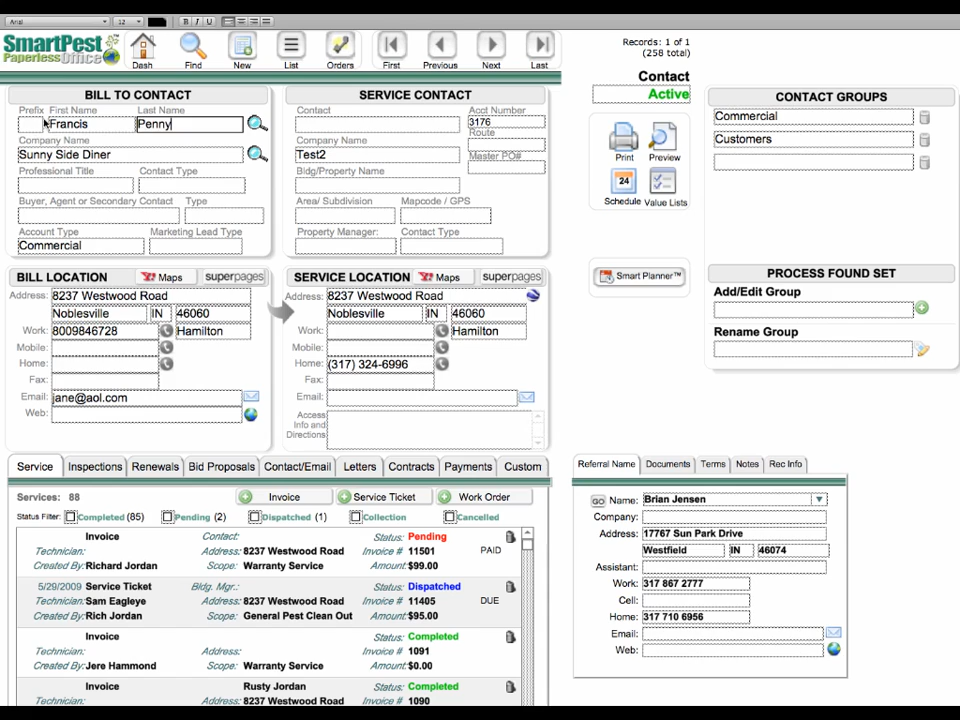 Arial 12 B I U
SmartPest
PaperlessOffice
Dash Find New List Orders First Previous Next Last
Records: 1 of 1
(258 total)
Contact
Active
BILL TO CONTACT
Prefix First Name Last Name
Francis Penny
Company Name
Sunny Side Diner
Professional Title Contact Type
Buyer, Agent or Secondary Contact Type
Account Type Marketing Lead Type
Commercial
SERVICE CONTACT
Contact Acct Number
3176
Route
Company Name
Test2
Master PO#
Bldg/Property Name
Area/ Subdivision Mapcode / GPS
Property Manager: Contact Type
Print Preview
24
Schedule Value Lists
Smart Planner™
CONTACT GROUPS
Commercial
Customers
PROCESS FOUND SET
Add/Edit Group
Rename Group
BILL LOCATION Y! Maps superpages
Address: 8237 Westwood Road
Noblesville IN 46060
Work: 8009846728 Hamilton
Mobile:
Home:
Fax:
Email: jane@aol.com
Web:
SERVICE LOCATION Y! Maps superpages
Address: 8237 Westwood Road
Noblesville IN 46060
Work: Hamilton
Mobile:
Home: (317) 324-6996
Fax:
Email:
Access
Info and
Directions:
Service Inspections Renewals Bid Proposals Contact/Email Letters Contracts Payments Custom
Services: 88 Invoice Service Ticket Work Order
Status Filter: Completed (85) Pending (2) Dispatched (1) Collection Cancelled
Invoice Contact: Status: Pending
Technician: Address: 8237 Westwood Road Invoice # 11501 PAID
Created By: Richard Jordan Scope: Warranty Service Amount: $99.00
5/29/2009 Service Ticket Bldg. Mgr.: Status: Dispatched
Technician: Sam Eagleye Address: 8237 Westwood Road Invoice # 11405 DUE
Created By: Rich Jordan Scope: General Pest Clean Out Amount: $95.00
Invoice Status: Completed
Technician: Address: Invoice # 1091
Created By: Jere Hammond Scope: Warranty Service Amount: $0.00
Invoice Rusty Jordan Status: Completed
Technician: Address: 8237 Westwood Road Invoice # 1090
Referral Name Documents Terms Notes Rec Info
GO Name: Brian Jensen
Company:
Address: 17767 Sun Park Drive
Westfield IN 46074
Assistant:
Work: 317 867 2777
Cell:
Home: 317 710 6956
Email:
Web: